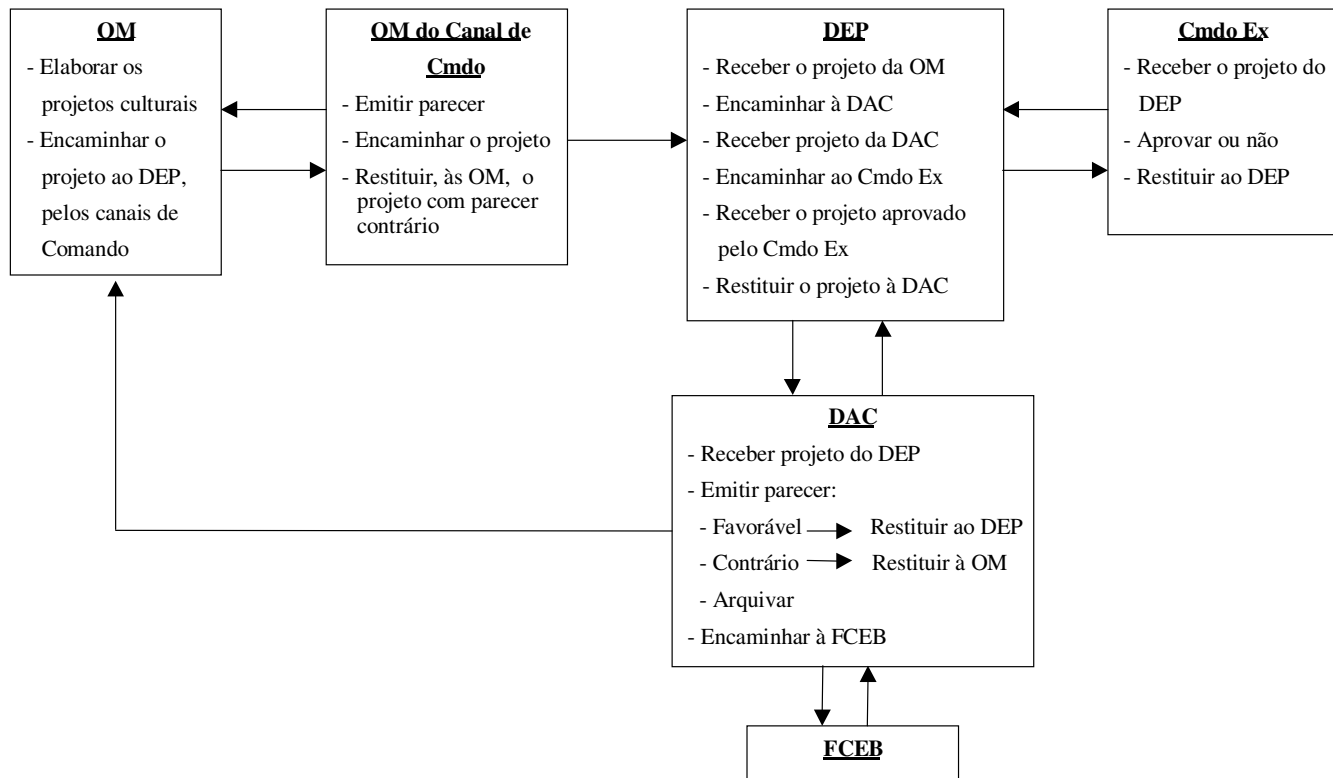 OM
- Elaborar os
projetos culturais
- Encaminhar o
projeto ao DEP,
pelos canais de
Comando
OM do Canal de
Cmdo
- Emitir parecer
- Encaminhar o projeto
- Restituir, às OM, o
projeto com parecer
contrário
DEP
- Receber o projeto da OM
- Encaminhar à DAC
- Receber projeto da DAC
- Encaminhar ao Cmdo Ex
- Receber o projeto aprovado
pelo Cmdo Ex
- Restituir o projeto à DAC
Cmdo Ex
- Receber o projeto do
DEP
- Aprovar ou não
- Restituir ao DEP
DAC
- Receber projeto do DEP
- Emitir parecer:
- Favorável Restituir ao DEP
- Contrário Restituir à OM
- Arquivar
- Encaminhar à FCEB
FCEB